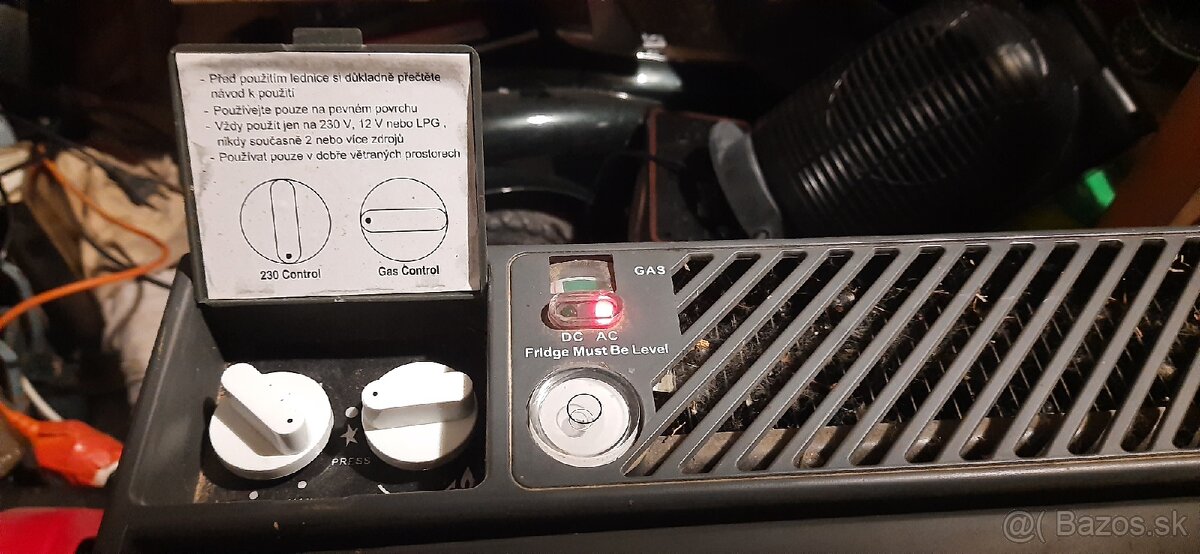 - Před použitím lednice si důkladně přečtěte
návod k použití
- Používejte pouze na pevném povrchu
- Vždy použít jen na 230 V, 12 V nebo LPG ,
nikdy současně 2 nebo více zdrojů
- Používat pouze v dobře větraných prostorech
230 Control
Gas Control
GAS
DC AC
Fridge Must Be Level
PRESS
@( Bazos.sk